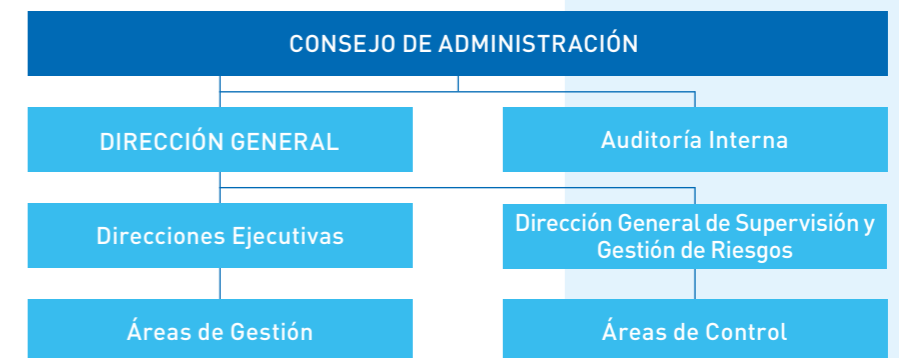 CONSEJO DE ADMINISTRACIÓN
DIRECCIÓN GENERAL
Auditoría Interna
Direcciones Ejecutivas
Dirección General de Supervisión y
Gestión de Riesgos
Áreas de Gestión
Áreas de Control